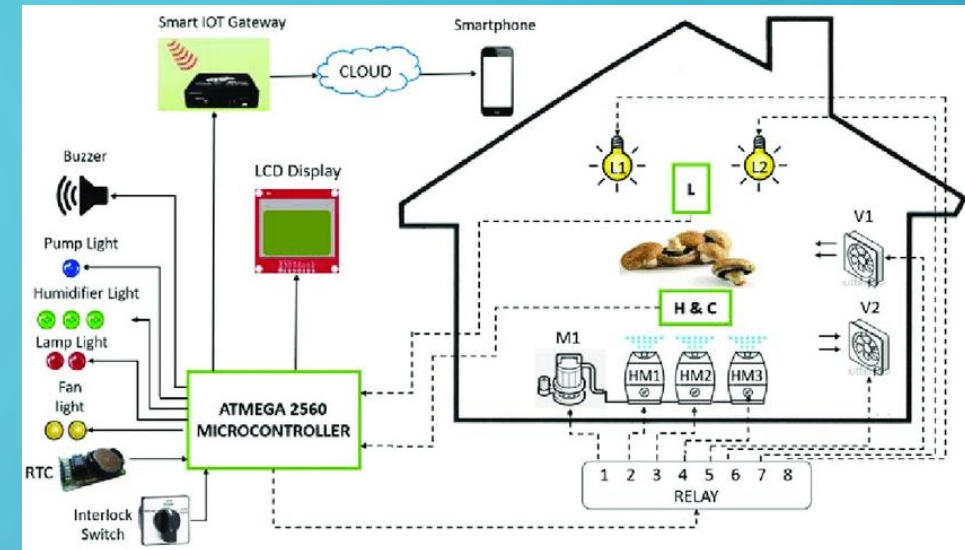 Smart IOT Gateway
Smartphone
CLOUD
Buzzer
LCD Display
L1
L2
L
Pump Light
V1
Humidifier Light
H & C
V2
M1
Lamp Light
HM1
HM2
HM3
Fan
light
ATMEGA 2560
MICROCONTROLLER
RTC
1 2 3 4 5 6 7 8
RELAY
Interlock
Switch